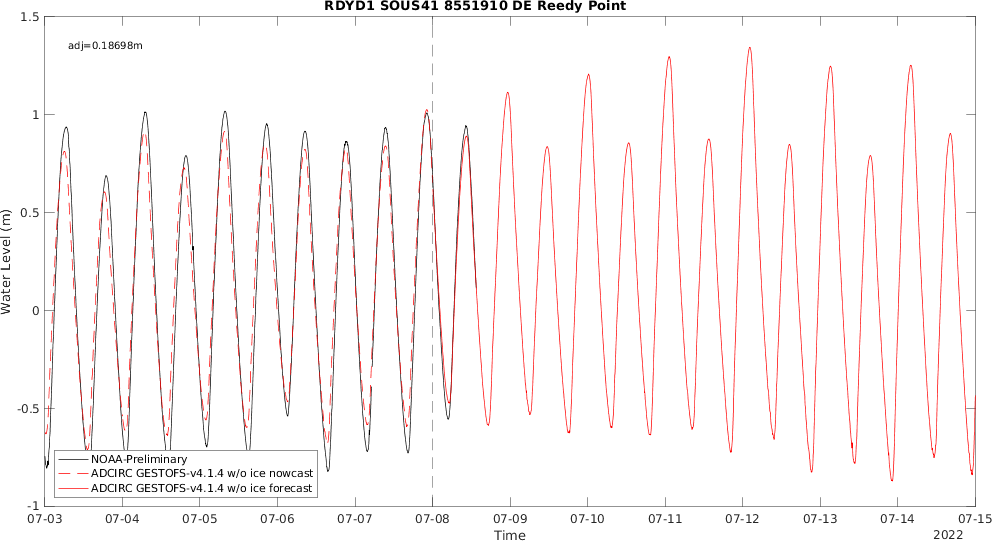 RDYD1 SOUS41 8551910 DE Reedy Point
adj=0.18698m
Water Level (m)
1.5
1
0.5
0
-0.5
-1
NOAA-Preliminary
ADCIRC GESTOFS-v4.1.4 w/o ice nowcast
ADCIRC GESTOFS-v4.1.4 w/o ice forecast
07-03 07-04 07-05 07-06 07-07 07-08 07-09 07-10 07-11 07-12 07-13 07-14 07-15
Time
2022